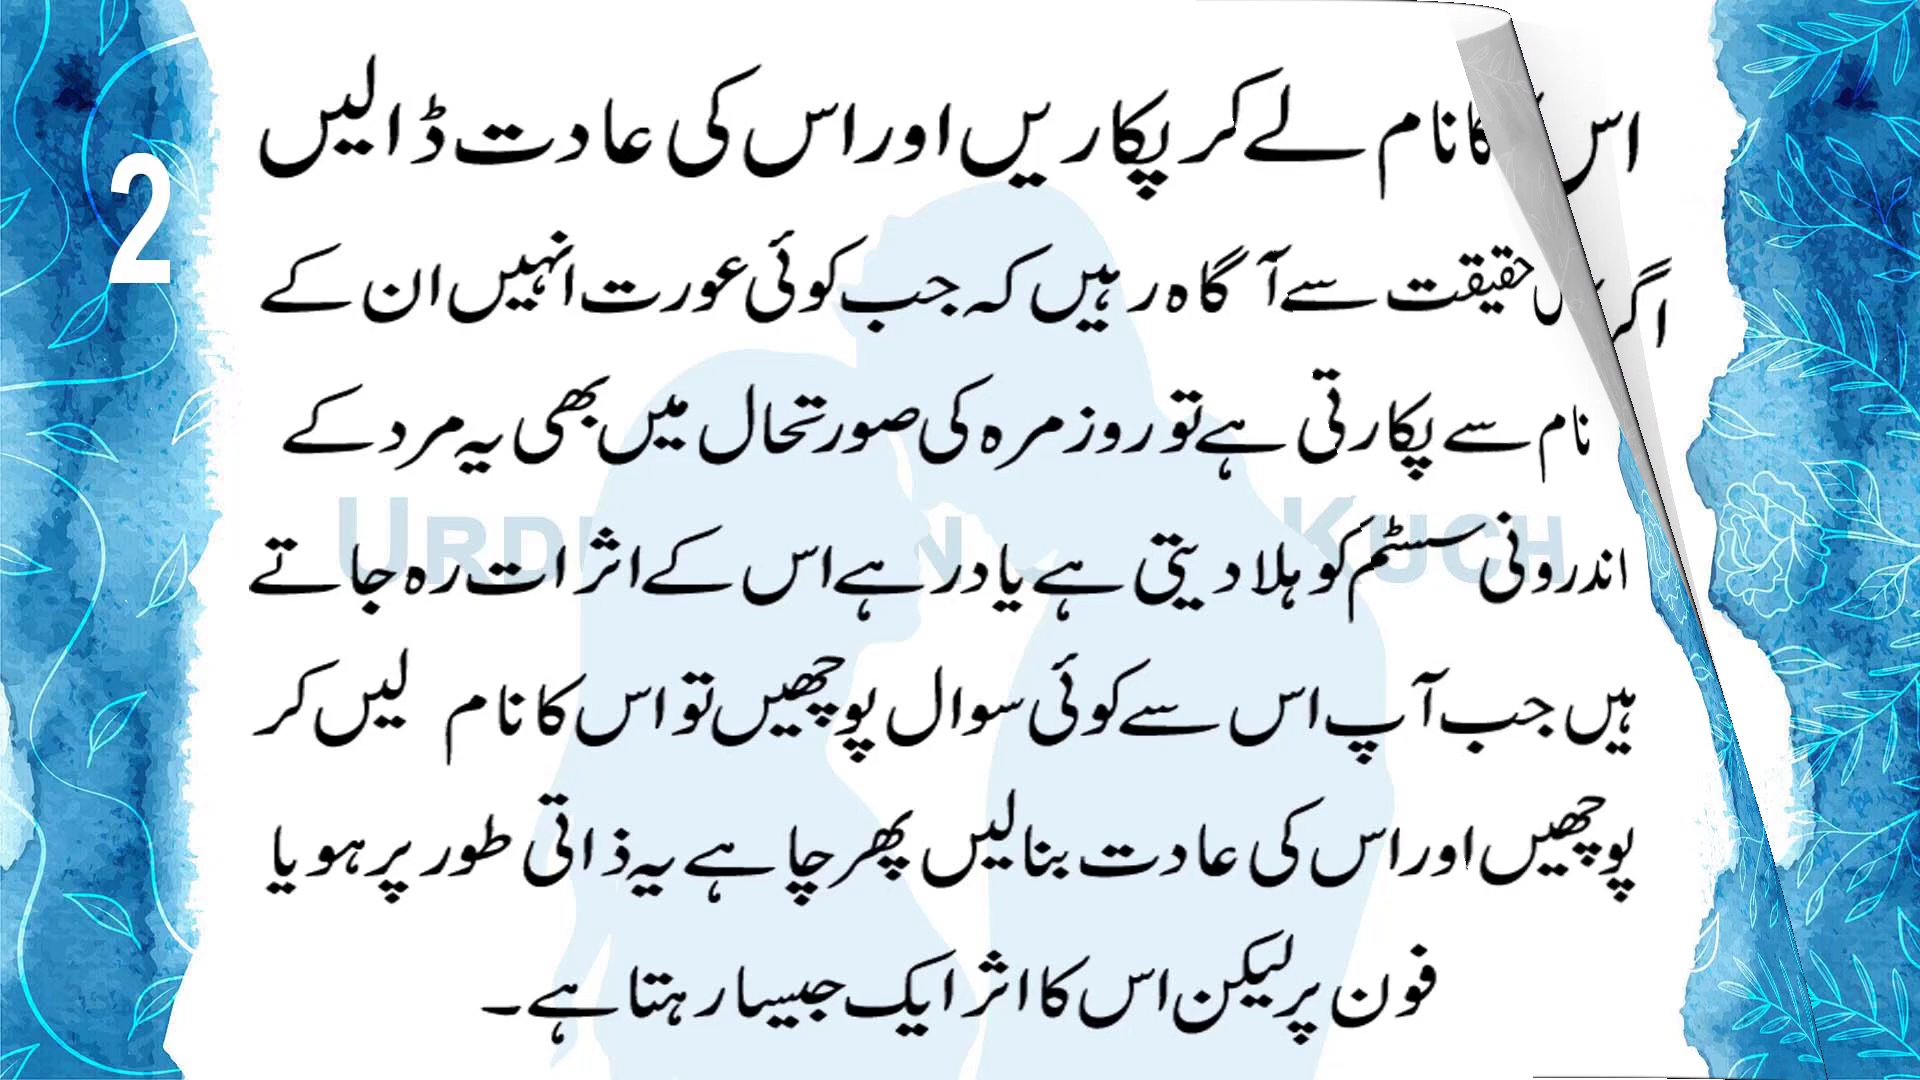 2
اس کا نام لے کر پکاریں اور اس کی عادت ڈالیں
اگر اس حقیقت سے آگاہ رہیں کہ جب کوئی عورت انہیں ان کے
نام سے پکارتی ہے تو روزمرہ کی صورتحال میں بھی یہ مرد کے
اندرونی سسٹم کو ہلا دیتی ہے یاد رہے اس کے اثرات رہ جاتے
ہیں جب آپ اس سے کوئی سوال پوچھیں تو اس کا نام لیں کر
پوچھیں اور اس کی عادت بنالیں پھر چاہے یہ ذاتی طور پر ہو یا
فون پر لیکن اس کا اثر ایک جیسا رہتا ہے۔